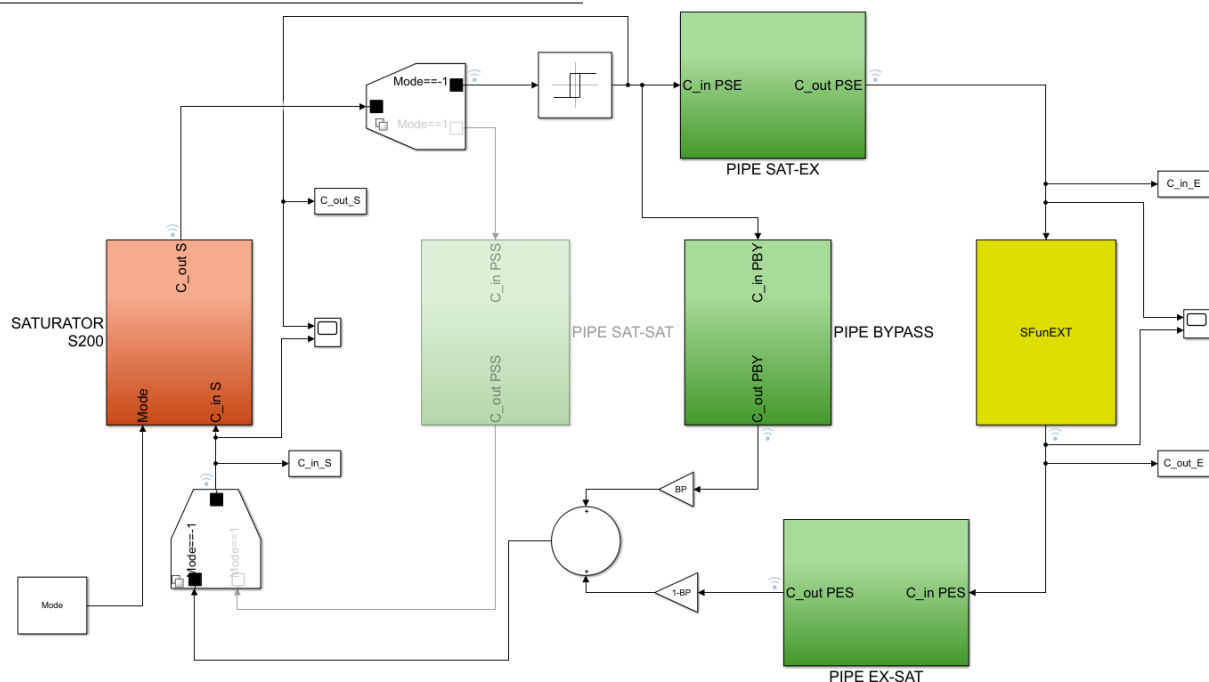 Mode==-1
Mode==1
C_in PSE
C_out PSE
PIPE SAT-EX
C_in_E
C_out_S
C_out S
SATURATOR
S200
Mode
C_in S
C_in PSS
C_out PSS
PIPE SAT-SAT
C_in PBY
C_out PBY
PIPE BYPASS
SFunEXT
C_in_S
C_out_E
BP
Mode==-1
Mode==1
Mode
1-BP
C_out PES
C_in PES
PIPE EX-SAT
+
+